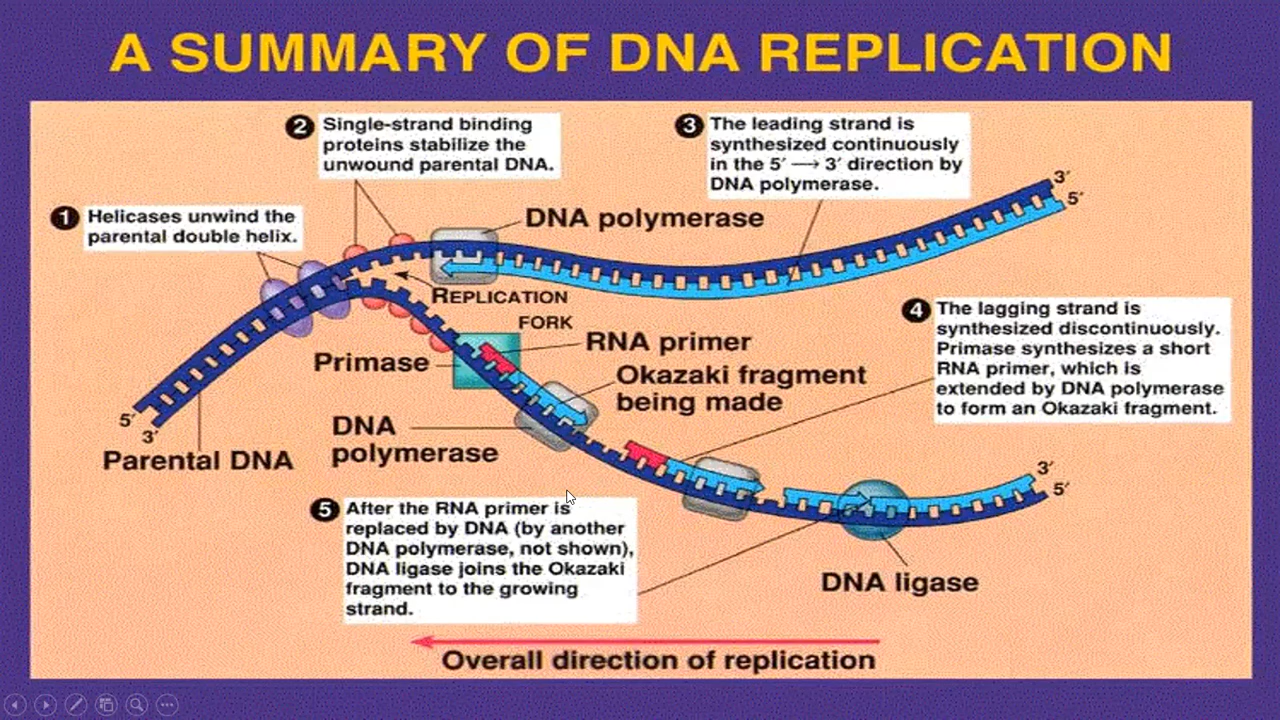 A SUMMARY OF DNA REPLICATION
2 Single-strand binding
proteins stabilize the
unwound parental DNA.
3 The leading strand is
synthesized continuously
in the 5′ → 3′ direction by
DNA polymerase.
1 Helicases unwind the
parental double helix.
DNA polymerase
3′
5′
REPLICATION
FORK
4 The lagging strand is
synthesized discontinuously.
Primase synthesizes a short
RNA primer, which is
extended by DNA polymerase
to form an Okazaki fragment.
RNA primer
Primase
Okazaki fragment
being made
5′
3′
Parental DNA
DNA
polymerase
3′
5′
5 After the RNA primer is
replaced by DNA (by another
DNA polymerase, not shown),
DNA ligase joins the Okazaki
fragment to the growing
strand.
DNA ligase
Overall direction of replication